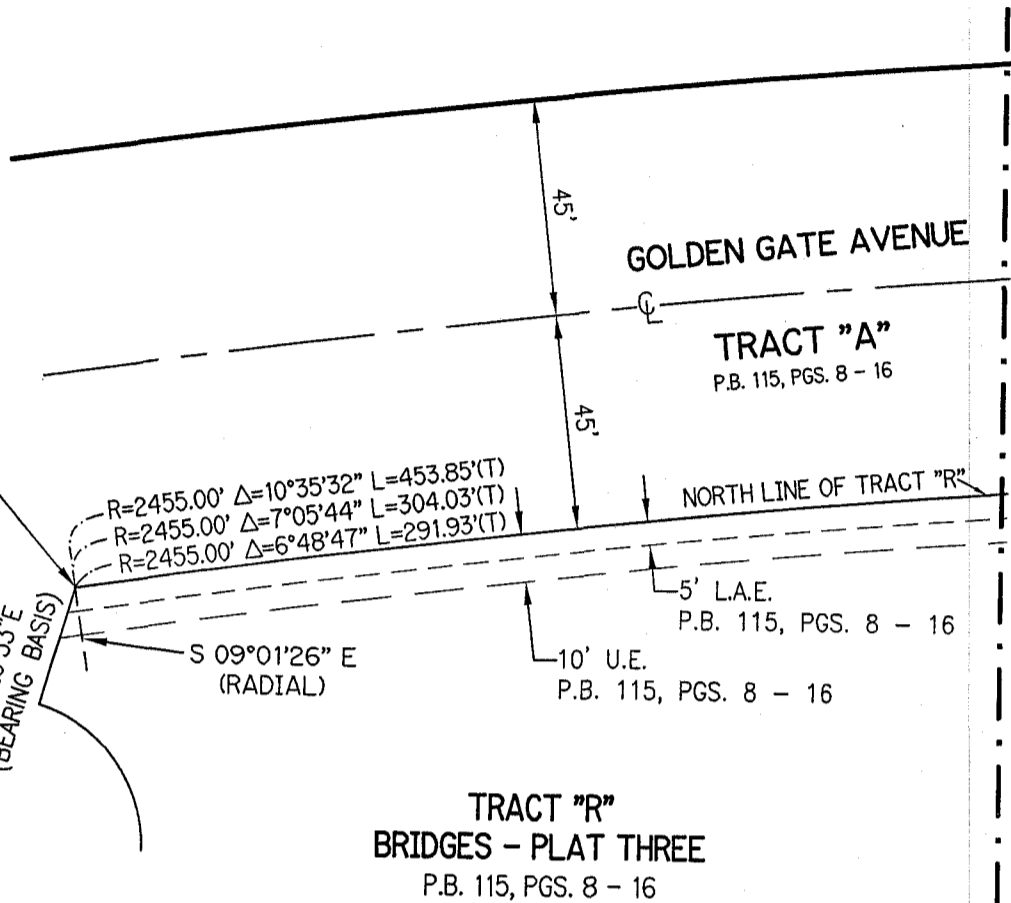 45'
GOLDEN GATE AVENUE
℄
TRACT "A"
P.B. 115, PGS. 8 - 16
45'
R=2455.00' Δ=10°35'32" L=453.85'(T)
R=2455.00' Δ=7°05'44" L=304.03'(T)
R=2455.00' Δ=6°48'47" L=291.93'(T)
NORTH LINE OF TRACT "R"
(BEARING BASIS)
S 09°01'26" E
(RADIAL)
5' L.A.E.
P.B. 115, PGS. 8 - 16
10' U.E.
P.B. 115, PGS. 8 - 16
TRACT "R"
BRIDGES - PLAT THREE
P.B. 115, PGS. 8 - 16